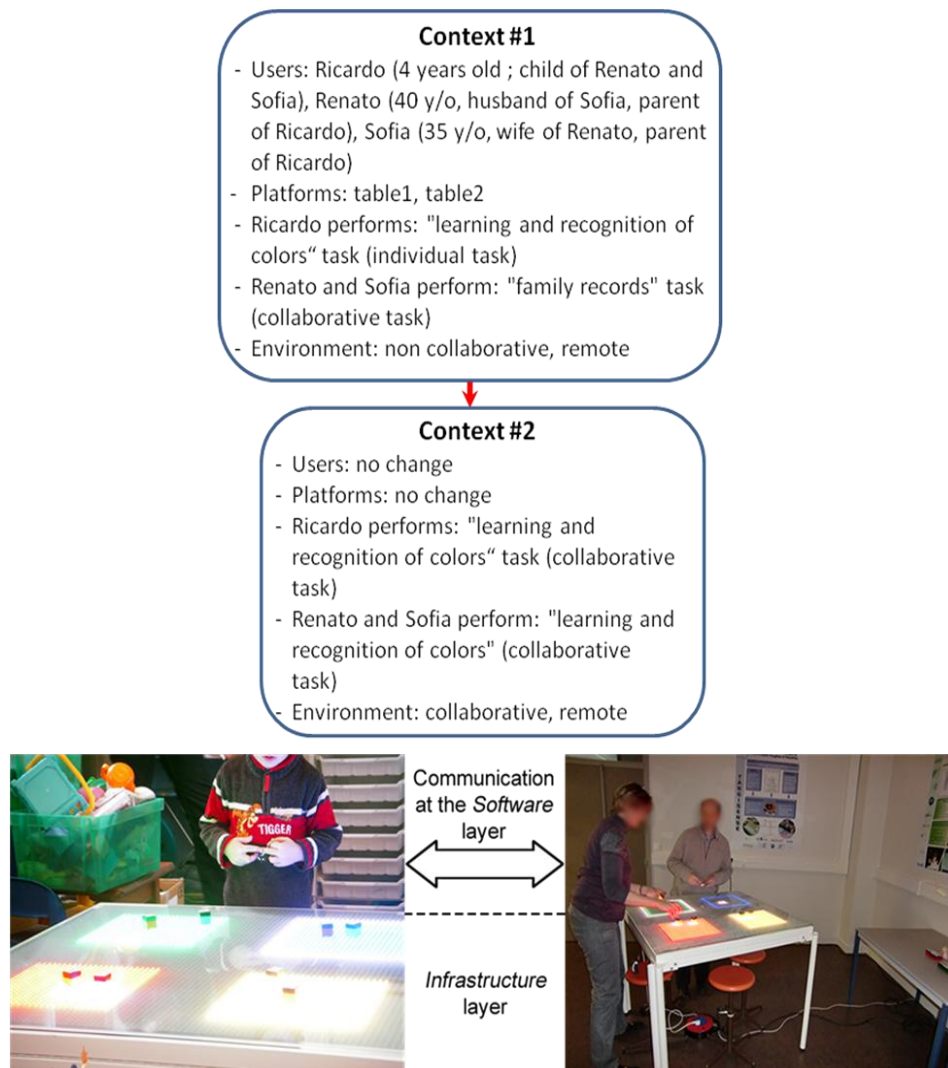 Context #1
- Users: Ricardo (4 years old ; child of Renato and
Sofia), Renato (40 y/o, husband of Sofia, parent
of Ricardo), Sofia (35 y/o, wife of Renato, parent
of Ricardo)
- Platforms: table1, table2
- Ricardo performs: "learning and recognition of
colors“ task (individual task)
- Renato and Sofia perform: "family records" task
(collaborative task)
- Environment: non collaborative, remote
Context #2
- Users: no change
- Platforms: no change
- Ricardo performs: "learning and
recognition of colors“ task (collaborative
task)
- Renato and Sofia perform: "learning and
recognition of colors" (collaborative
task)
- Environment: collaborative, remote
Communication
at the Software
layer
Infrastructure
layer
TIGGER